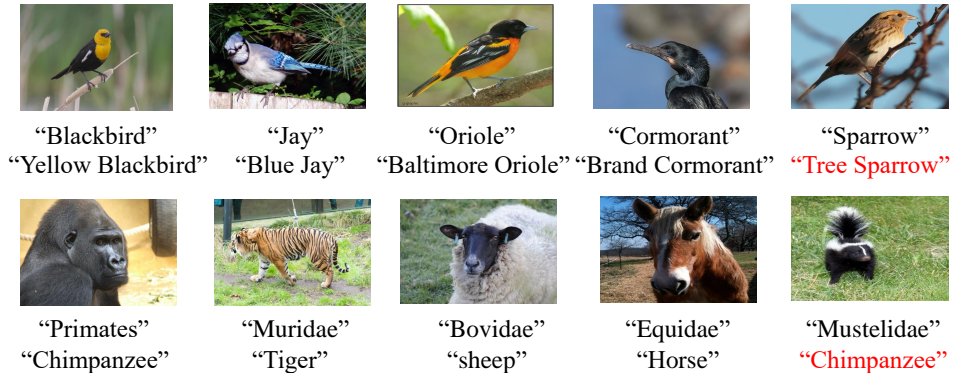 “Blackbird” “Jay” “Oriole” “Cormorant” “Sparrow”
“Yellow Blackbird” “Blue Jay” “Baltimore Oriole” “Brand Cormorant” “Tree Sparrow”
“Primates” “Muridae” “Bovidae” “Equidae” “Mustelidae”
“Chimpanzee” “Tiger” “sheep” “Horse” “Chimpanzee”